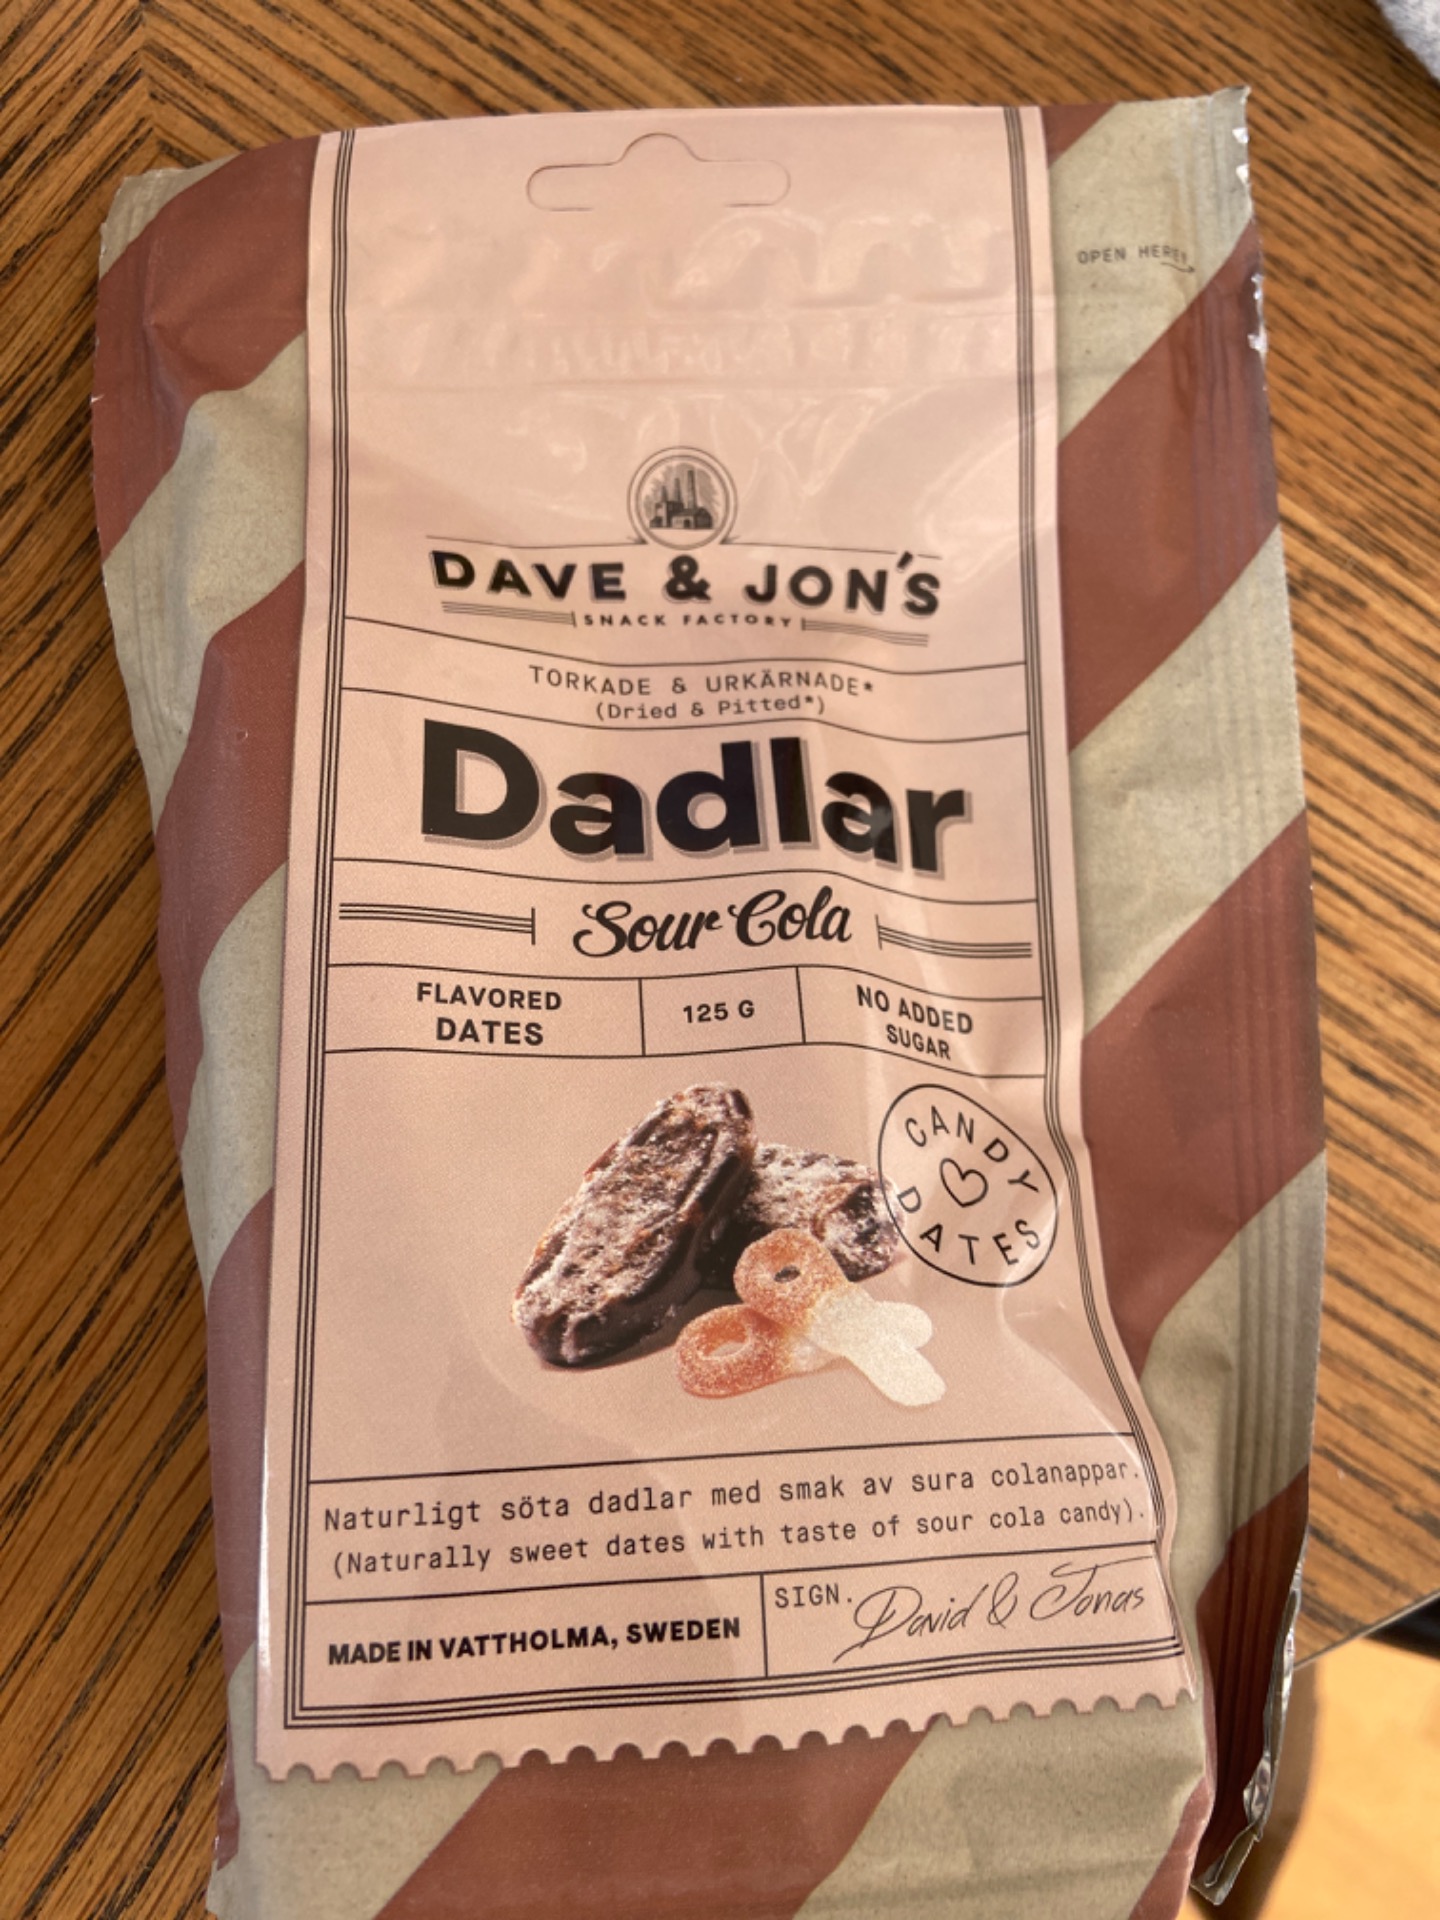 OPEN HERE!
DAVE & JON'S
SNACK FACTORY
TORKADE & URKÄRNADE*
(Dried & Pitted*)
Dadlar
Sour Cola
FLAVORED
DATES
125 G
NO ADDED
SUGAR
CANDY
DATES
Naturligt söta dadlar med smak av sura colanappar.
(Naturally sweet dates with taste of sour cola candy).
MADE IN VATTHOLMA, SWEDEN
SIGN. David & Jonas